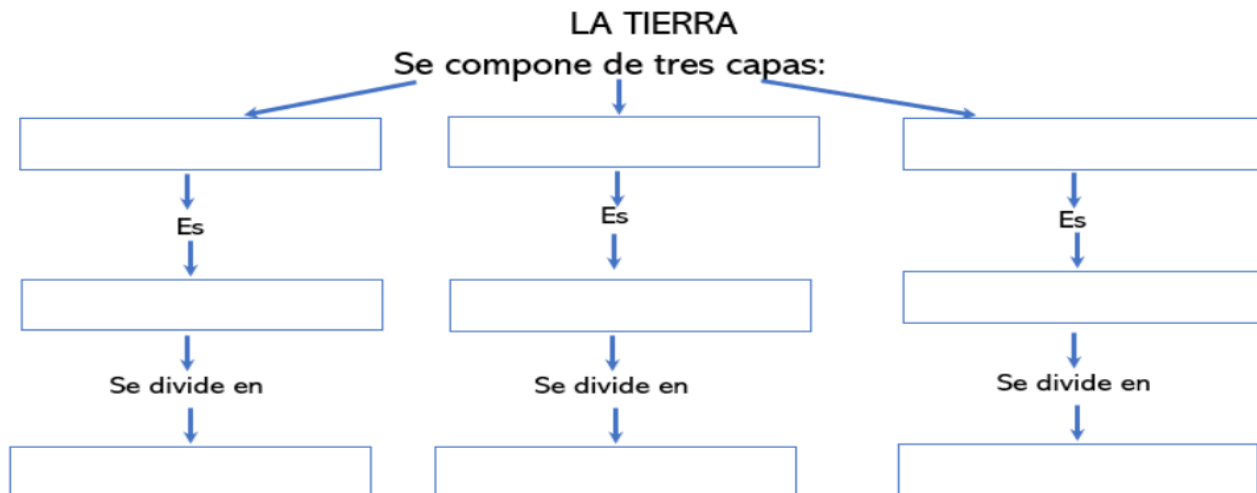 LA TIERRA
Se compone de tres capas:
Es
Es
Es
Se divide en
Se divide en
Se divide en